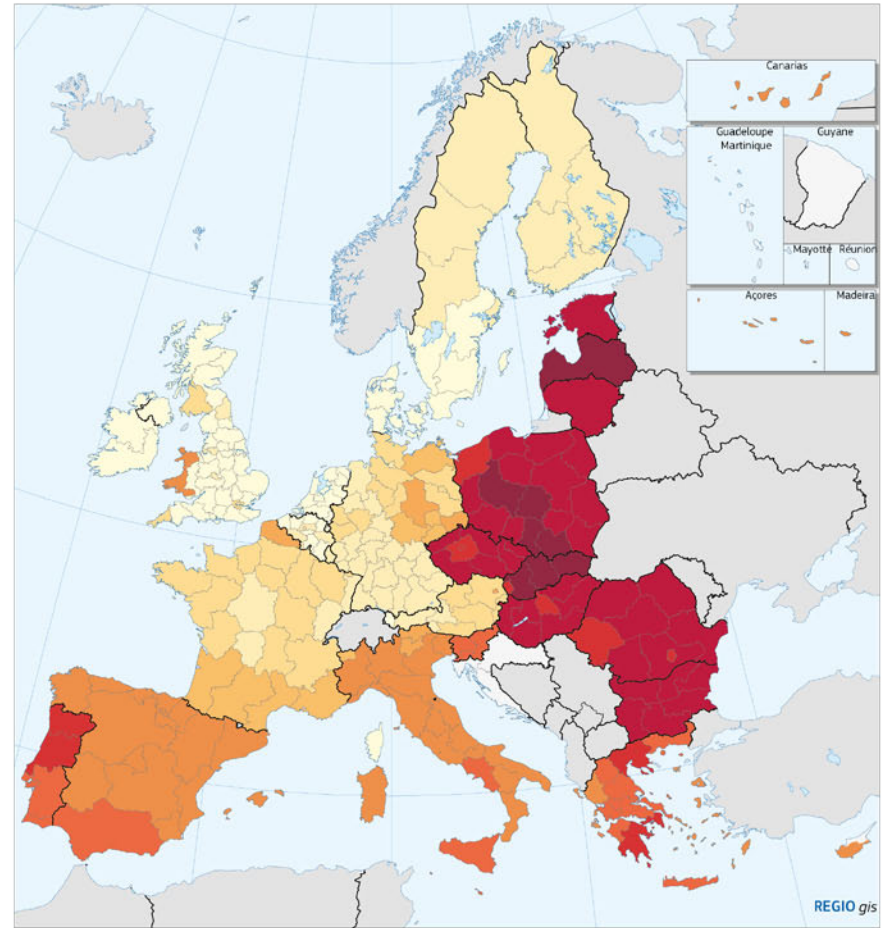 Canarias
Guadeloupe
Martinique
Guyane
Mayotte
Réunion
Açores
Madeira
REGIO gis